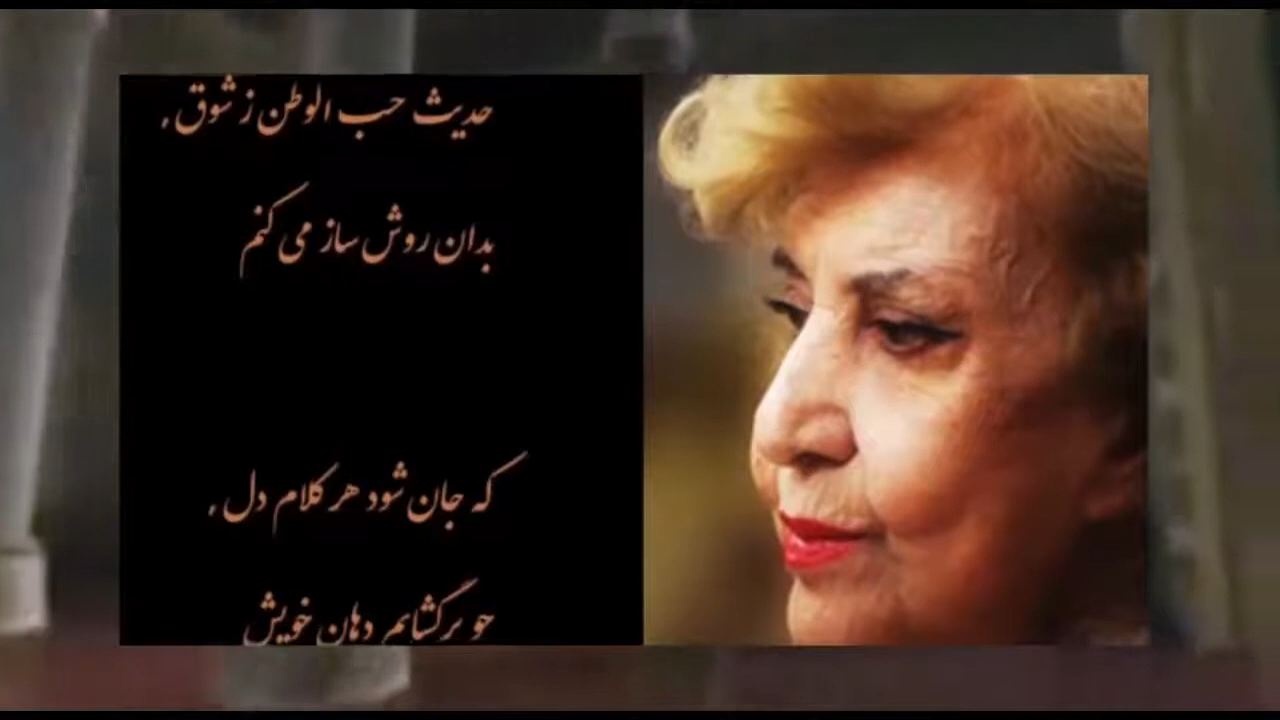 حدیث حب الوطن ز شوق ,
بدان روش ساز می کنم
که جان شود هر کلام دل ,
چو برگشایم دهان خویش